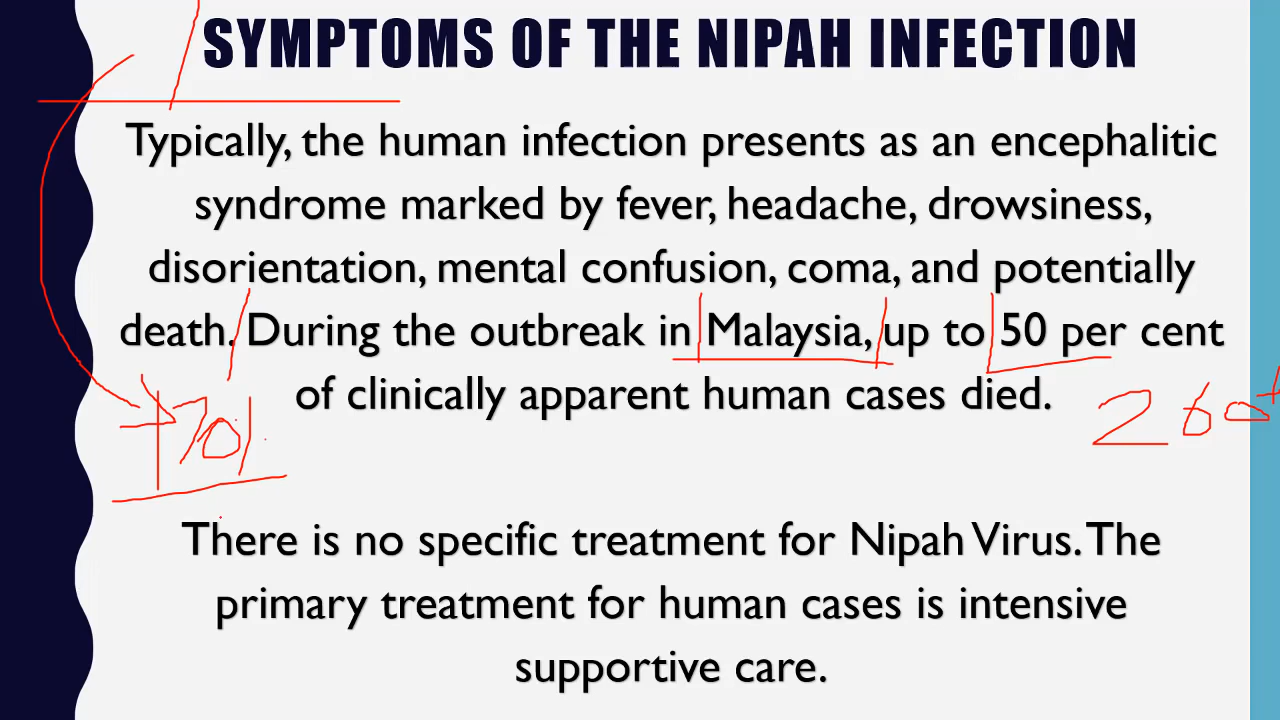 SYMPTOMS OF THE NIPAH INFECTION
Typically, the human infection presents as an encephalitic
syndrome marked by fever, headache, drowsiness,
disorientation, mental confusion, coma, and potentially
death. During the outbreak in Malaysia, up to 50 per cent
of clinically apparent human cases died.
260+
70%
There is no specific treatment for Nipah Virus. The
primary treatment for human cases is intensive
supportive care.